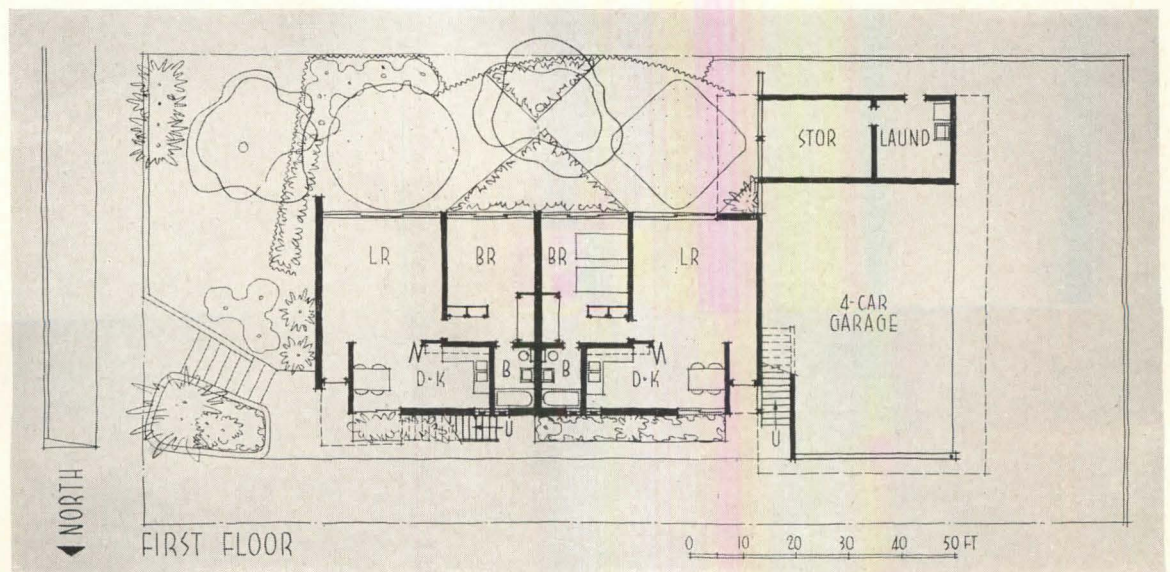 STOR
LAUND
LR
BR
BR
LR
4-CAR
GARAGE
D-K
B
B
D-K
U
U
NORTH
FIRST FLOOR
0 10 20 30 40 50 FT